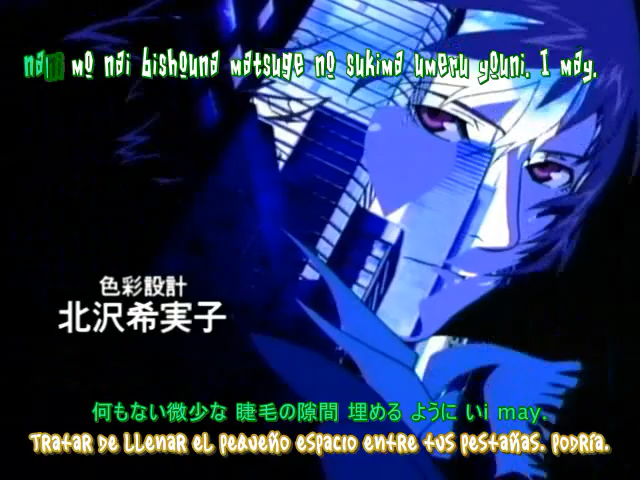 nani mo nai bishouna matsuge no sukima umeru youni. I may.
色彩設計
北沢希実子
何もない微少な 睫毛の隙間 埋める ように いi may.
Tratar de llenar el pequeño espacio entre tus pestañas. Podría.